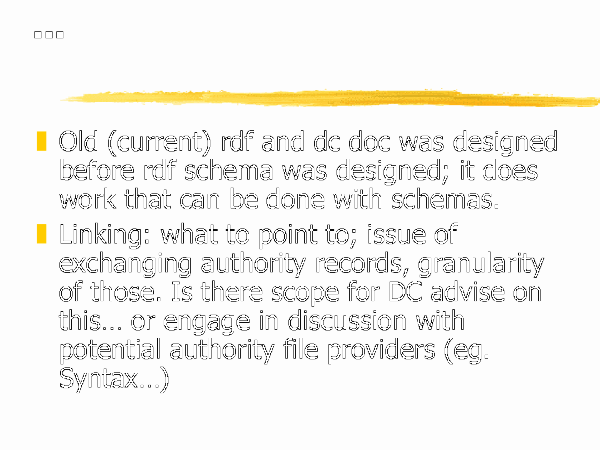 Old (current) rdf and dc doc was designed
before rdf schema was designed; it does
work that can be done with schemas.
Linking: what to point to; issue of
exchanging authority records, granularity
of those. Is there scope for DC advise on
this… or engage in discussion with
potential authority file providers (eg.
Syntax…)